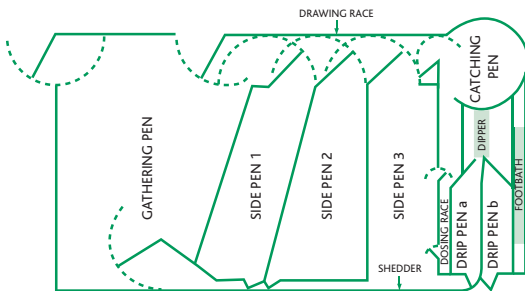 DRAWING RACE
CATCHING
PEN
DIPPER
FOOTBATH
GATHERING PEN
SIDE PEN 1
SIDE PEN 2
SIDE PEN 3
DOSING RACE
DRIP PEN a
DRIP PEN b
SHEDDER